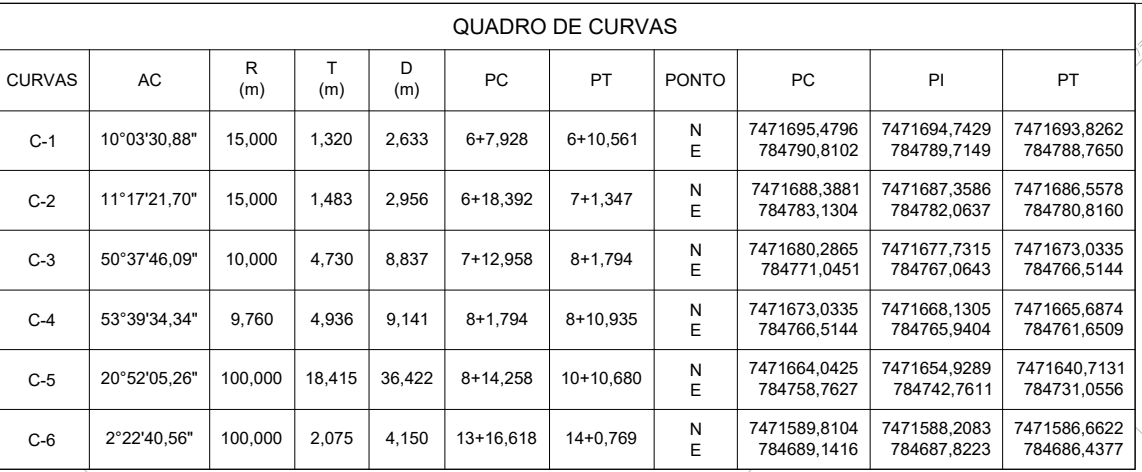 QUADRO DE CURVAS
CURVAS AC R (m) T (m) D (m) PC PT PONTO PC PI PT
C-1 10°03'30,88" 15,000 1,320 2,633 6+7,928 6+10,561 N 7471695,4796 7471694,7429 7471693,8262
E 784790,8102 784789,7149 784788,7650
C-2 11°17'21,70" 15,000 1,483 2,956 6+18,392 7+1,347 N 7471688,3881 7471687,3586 7471686,5578
E 784783,1304 784782,0637 784780,8160
C-3 50°37'46,09" 10,000 4,730 8,837 7+12,958 8+1,794 N 7471680,2865 7471677,7315 7471673,0335
E 784771,0451 784767,0643 784766,5144
C-4 53°39'34,34" 9,760 4,936 9,141 8+1,794 8+10,935 N 7471673,0335 7471668,1305 7471665,6874
E 784766,5144 784765,9404 784761,6509
C-5 20°52'05,26" 100,000 18,415 36,422 8+14,258 10+10,680 N 7471664,0425 7471654,9289 7471640,7131
E 784758,7627 784742,7611 784731,0556
C-6 2°22'40,56" 100,000 2,075 4,150 13+16,618 14+0,769 N 7471589,8104 7471588,2083 7471586,6622
E 784689,1416 784687,8223 784686,4377